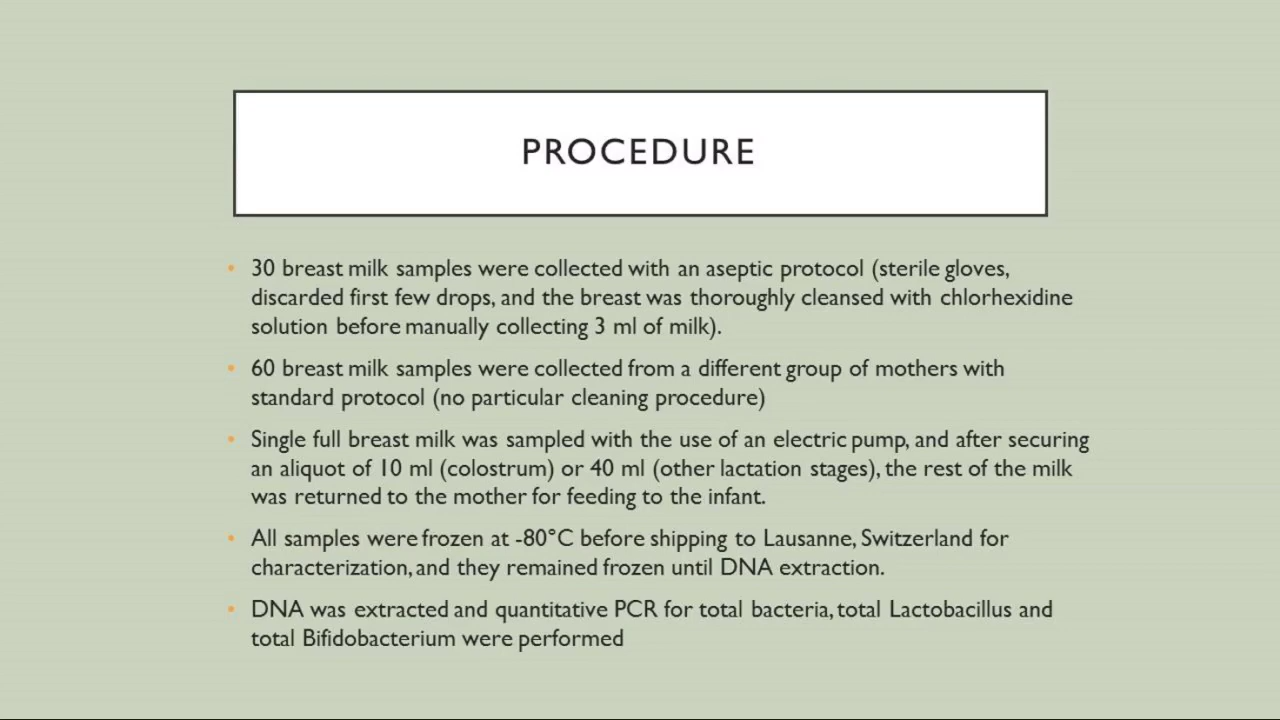 PROCEDURE
• 30 breast milk samples were collected with an aseptic protocol (sterile gloves,
discarded first few drops, and the breast was thoroughly cleansed with chlorhexidine
solution before manually collecting 3 ml of milk).
• 60 breast milk samples were collected from a different group of mothers with
standard protocol (no particular cleaning procedure)
• Single full breast milk was sampled with the use of an electric pump, and after securing
an aliquot of 10 ml (colostrum) or 40 ml (other lactation stages), the rest of the milk
was returned to the mother for feeding to the infant.
• All samples were frozen at -80°C before shipping to Lausanne, Switzerland for
characterization, and they remained frozen until DNA extraction.
• DNA was extracted and quantitative PCR for total bacteria, total Lactobacillus and
total Bifidobacterium were performed